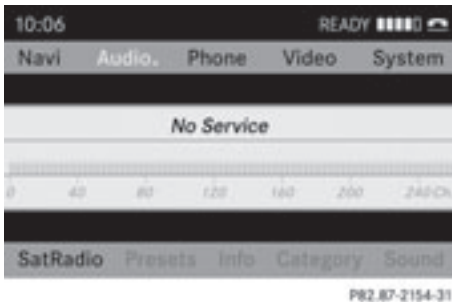 10:06 READY
Navi Audio. Phone Video System
No Service
0 40 80 120 160 200 240 Ch
SatRadio Presets Info Category Sound
P82.87-2154-31